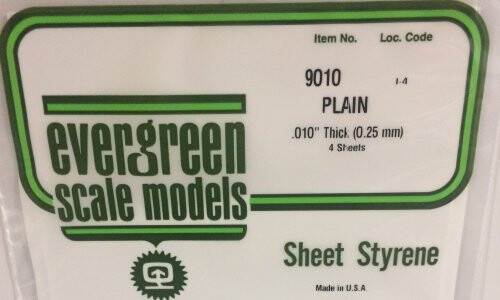 Item No. Loc. Code
9010 I-4
PLAIN
.010" Thick (0.25 mm)
4 Sheets
evergreen
scale models
Sheet Styrene
Made in U.S.A